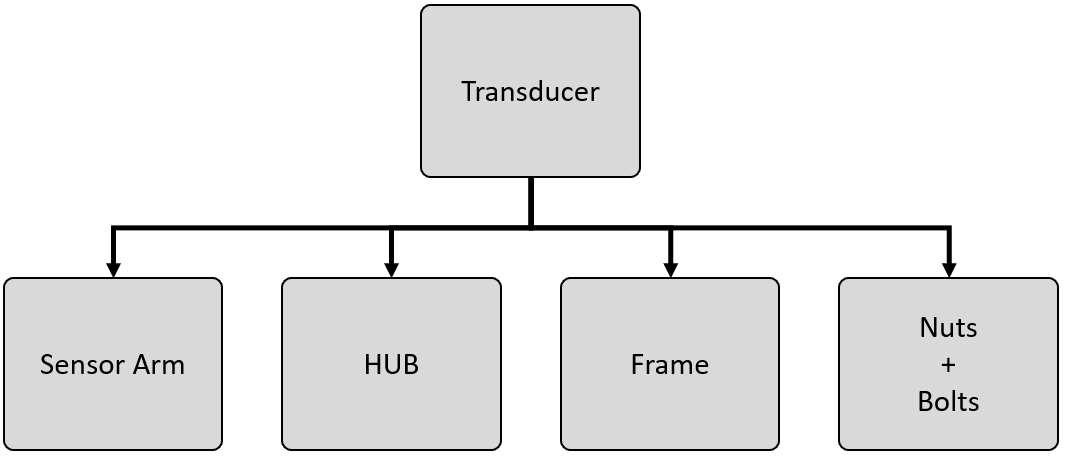 Transducer
Sensor Arm
HUB
Frame
Nuts
+
Bolts